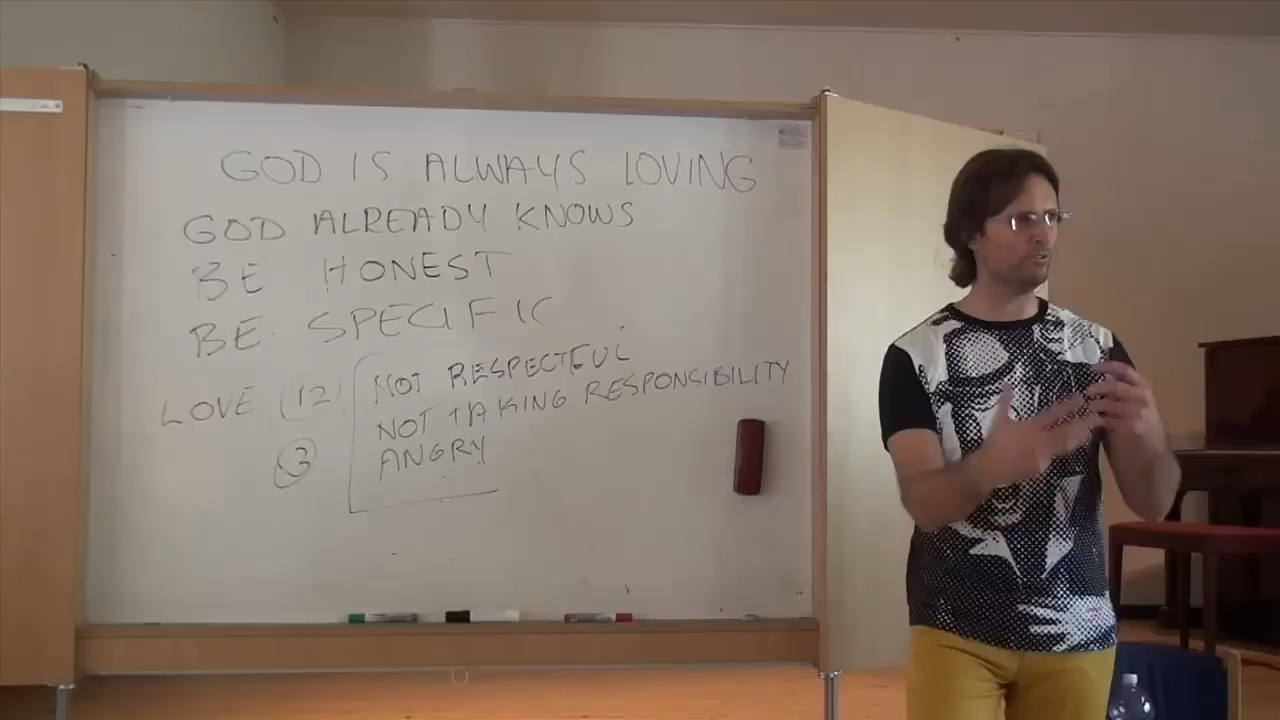 GOD IS ALWAYS LOVING
GOD ALREADY KNOWS
BE HONEST
BE SPECIFIC
LOVE (12) NOT RESPECTFUL
NOT TAKING RESPONSIBILITY
3 ANGRY